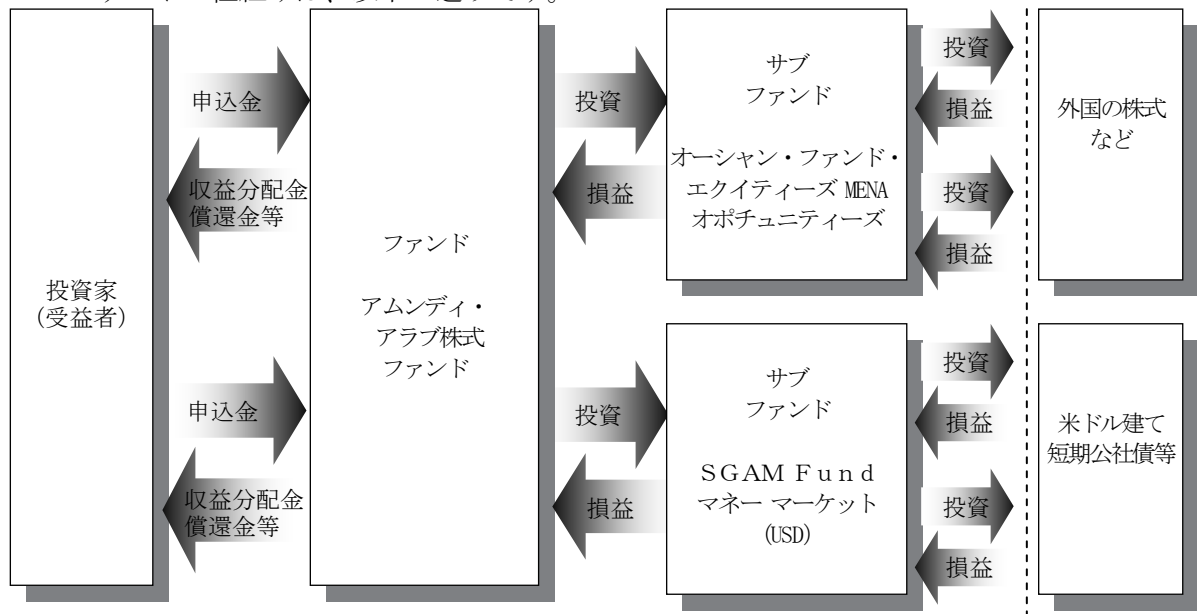 投資家
(受益者)
申込金
収益分配金
償還金等
申込金
収益分配金
償還金等
ファンド
アムンディ・
アラブ株式
ファンド
投資
損益
投資
損益
サブ
ファンド
オーシャン・ファンド・
エクイティーズ MENA
オポチュニティーズ
サブ
ファンド
ＳＧＡＭ Ｆｕｎｄ
マネー マーケット
(USD)
投資
損益
投資
損益
投資
損益
投資
損益
外国の株式
など
米ドル建て
短期公社債等